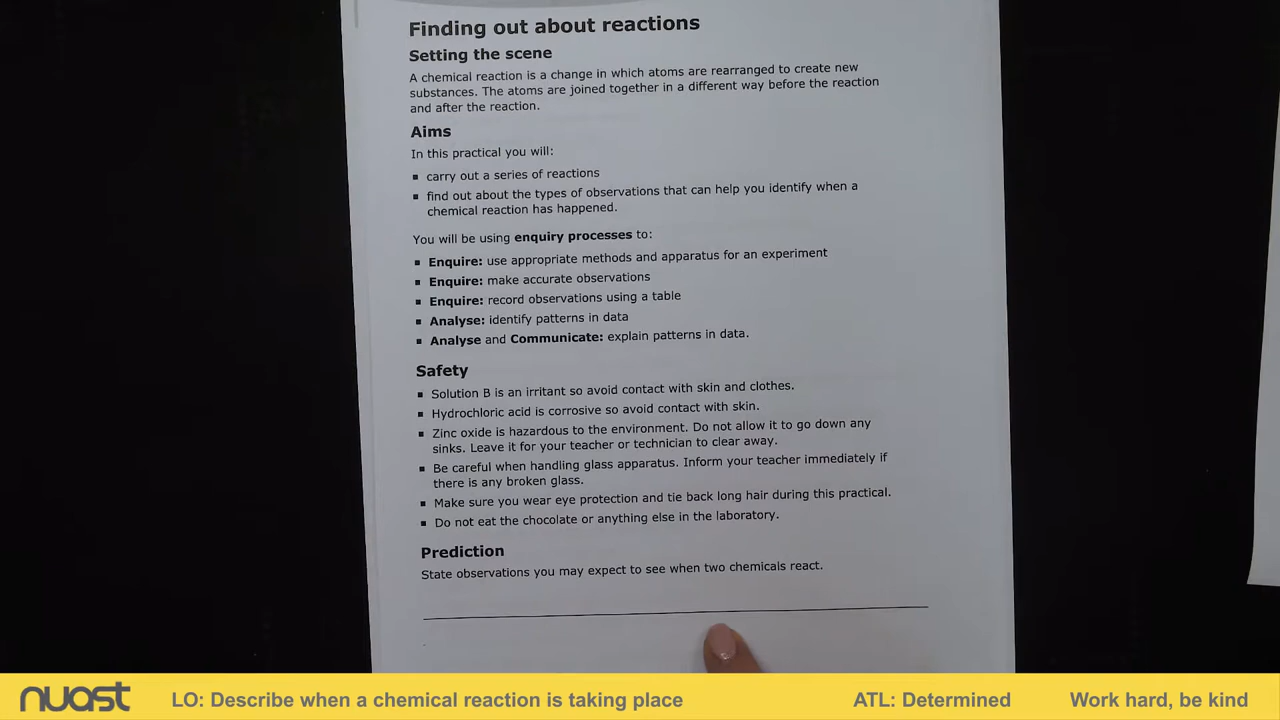 Finding out about reactions
Setting the scene
A chemical reaction is a change in which atoms are rearranged to create new
substances. The atoms are joined together in a different way before the reaction
and after the reaction.
Aims
In this practical you will:
▪ carry out a series of reactions
▪ find out about the types of observations that can help you identify when a
chemical reaction has happened.
You will be using enquiry processes to:
▪ Enquire: use appropriate methods and apparatus for an experiment
▪ Enquire: make accurate observations
▪ Enquire: record observations using a table
▪ Analyse: identify patterns in data
▪ Analyse and Communicate: explain patterns in data.
Safety
▪ Solution B is an irritant so avoid contact with skin and clothes.
▪ Hydrochloric acid is corrosive so avoid contact with skin.
▪ Zinc oxide is hazardous to the environment. Do not allow it to go down any
sinks. Leave it for your teacher or technician to clear away.
▪ Be careful when handling glass apparatus. Inform your teacher immediately if
there is any broken glass.
▪ Make sure you wear eye protection and tie back long hair during this practical.
▪ Do not eat the chocolate or anything else in the laboratory.
Prediction
State observations you may expect to see when two chemicals react.
nuast LO: Describe when a chemical reaction is taking place ATL: Determined Work hard, be kind